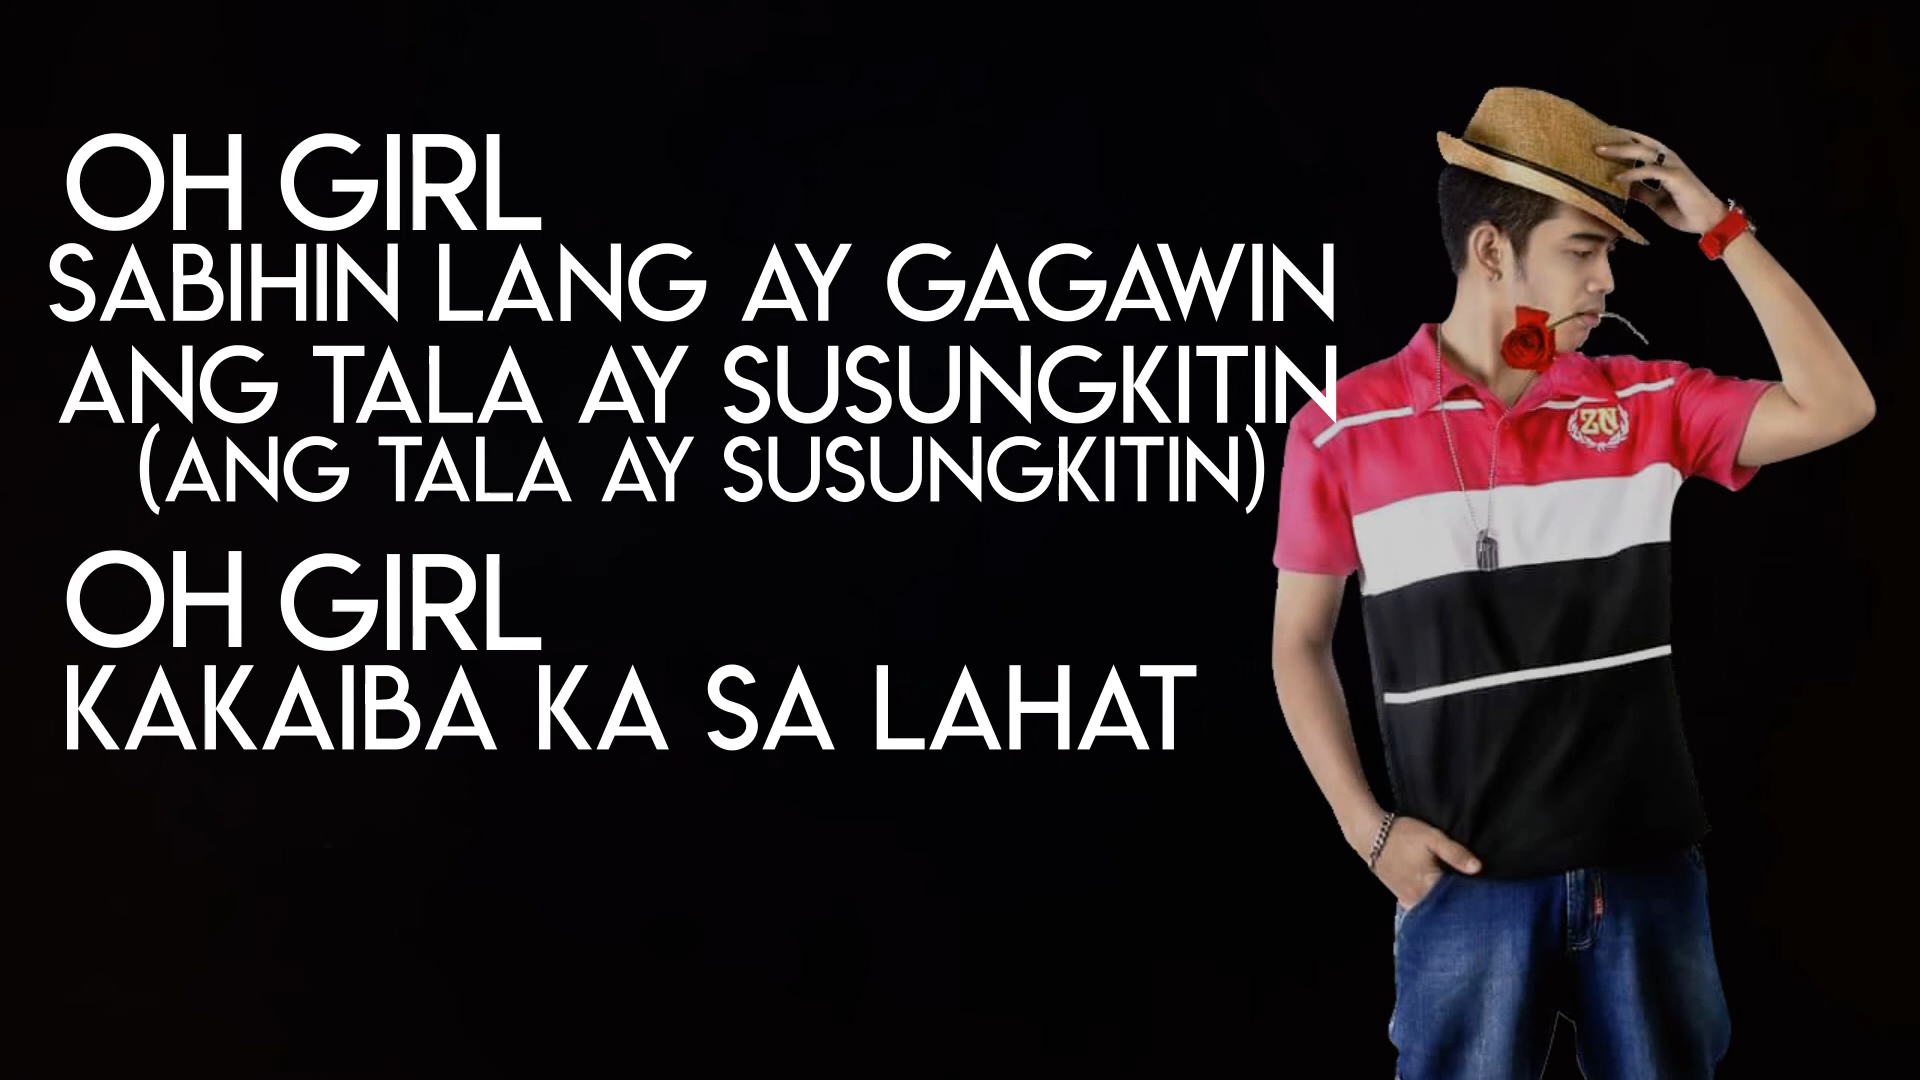 OH GIRL
SABIHIN LANG AY GAGAWIN
ANG TALA AY SUSUNGKITIN
(ANG TALA AY SUSUNGKITIN)
OH GIRL
KAKAIBA KA SA LAHAT
ZN